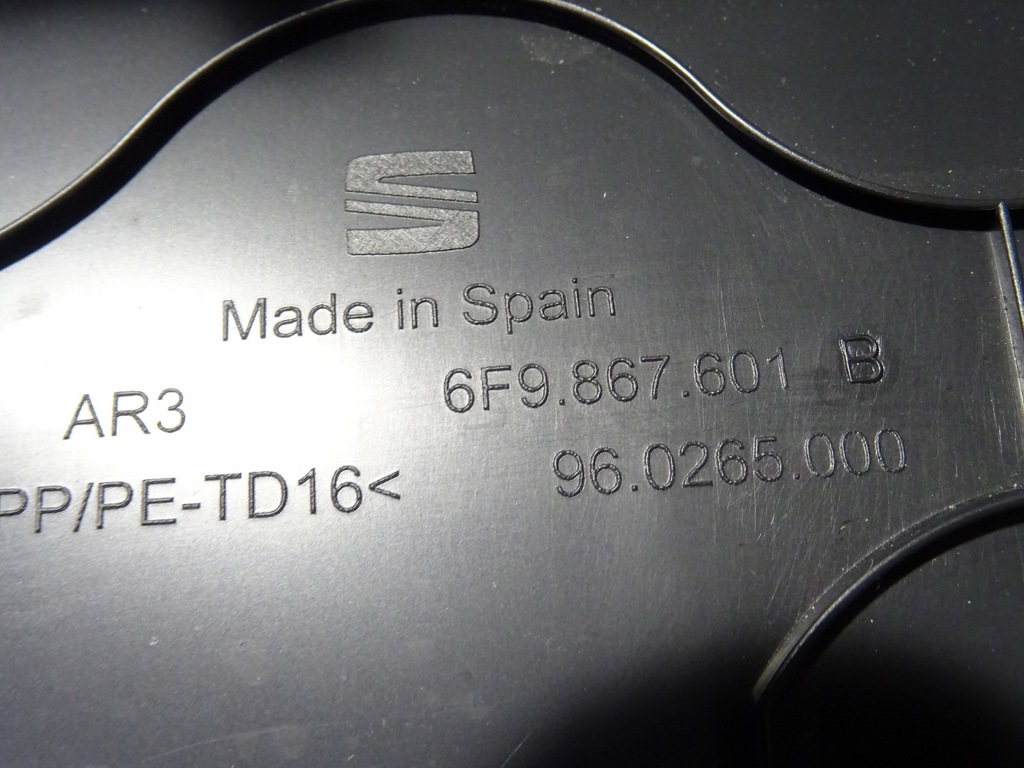 Made in Spain
6F9.867.601 B
AR3
96.0265.000
PP/PE-TD16<